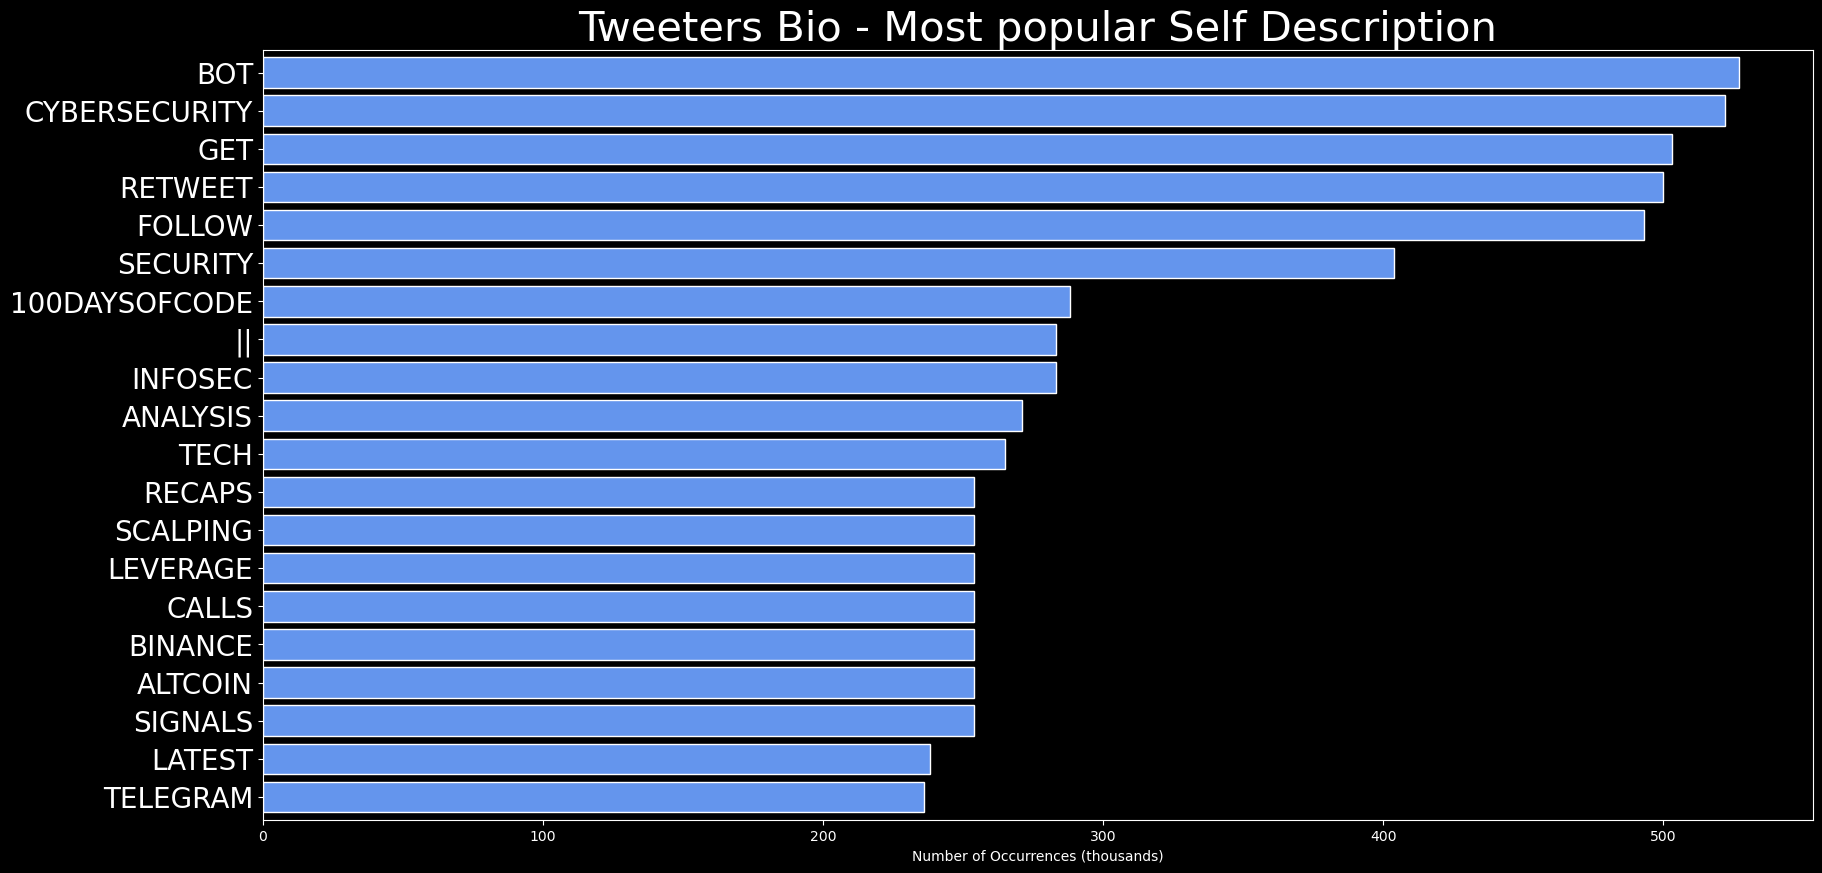 Tweeters Bio - Most popular Self Description
BOT
CYBERSECURITY
GET
RETWEET
FOLLOW
SECURITY
100DAYSOFCODE
||
INFOSEC
ANALYSIS
TECH
RECAPS
SCALPING
LEVERAGE
CALLS
BINANCE
ALTCOIN
SIGNALS
LATEST
TELEGRAM
0 100 200 300 400 500
Number of Occurrences (thousands)